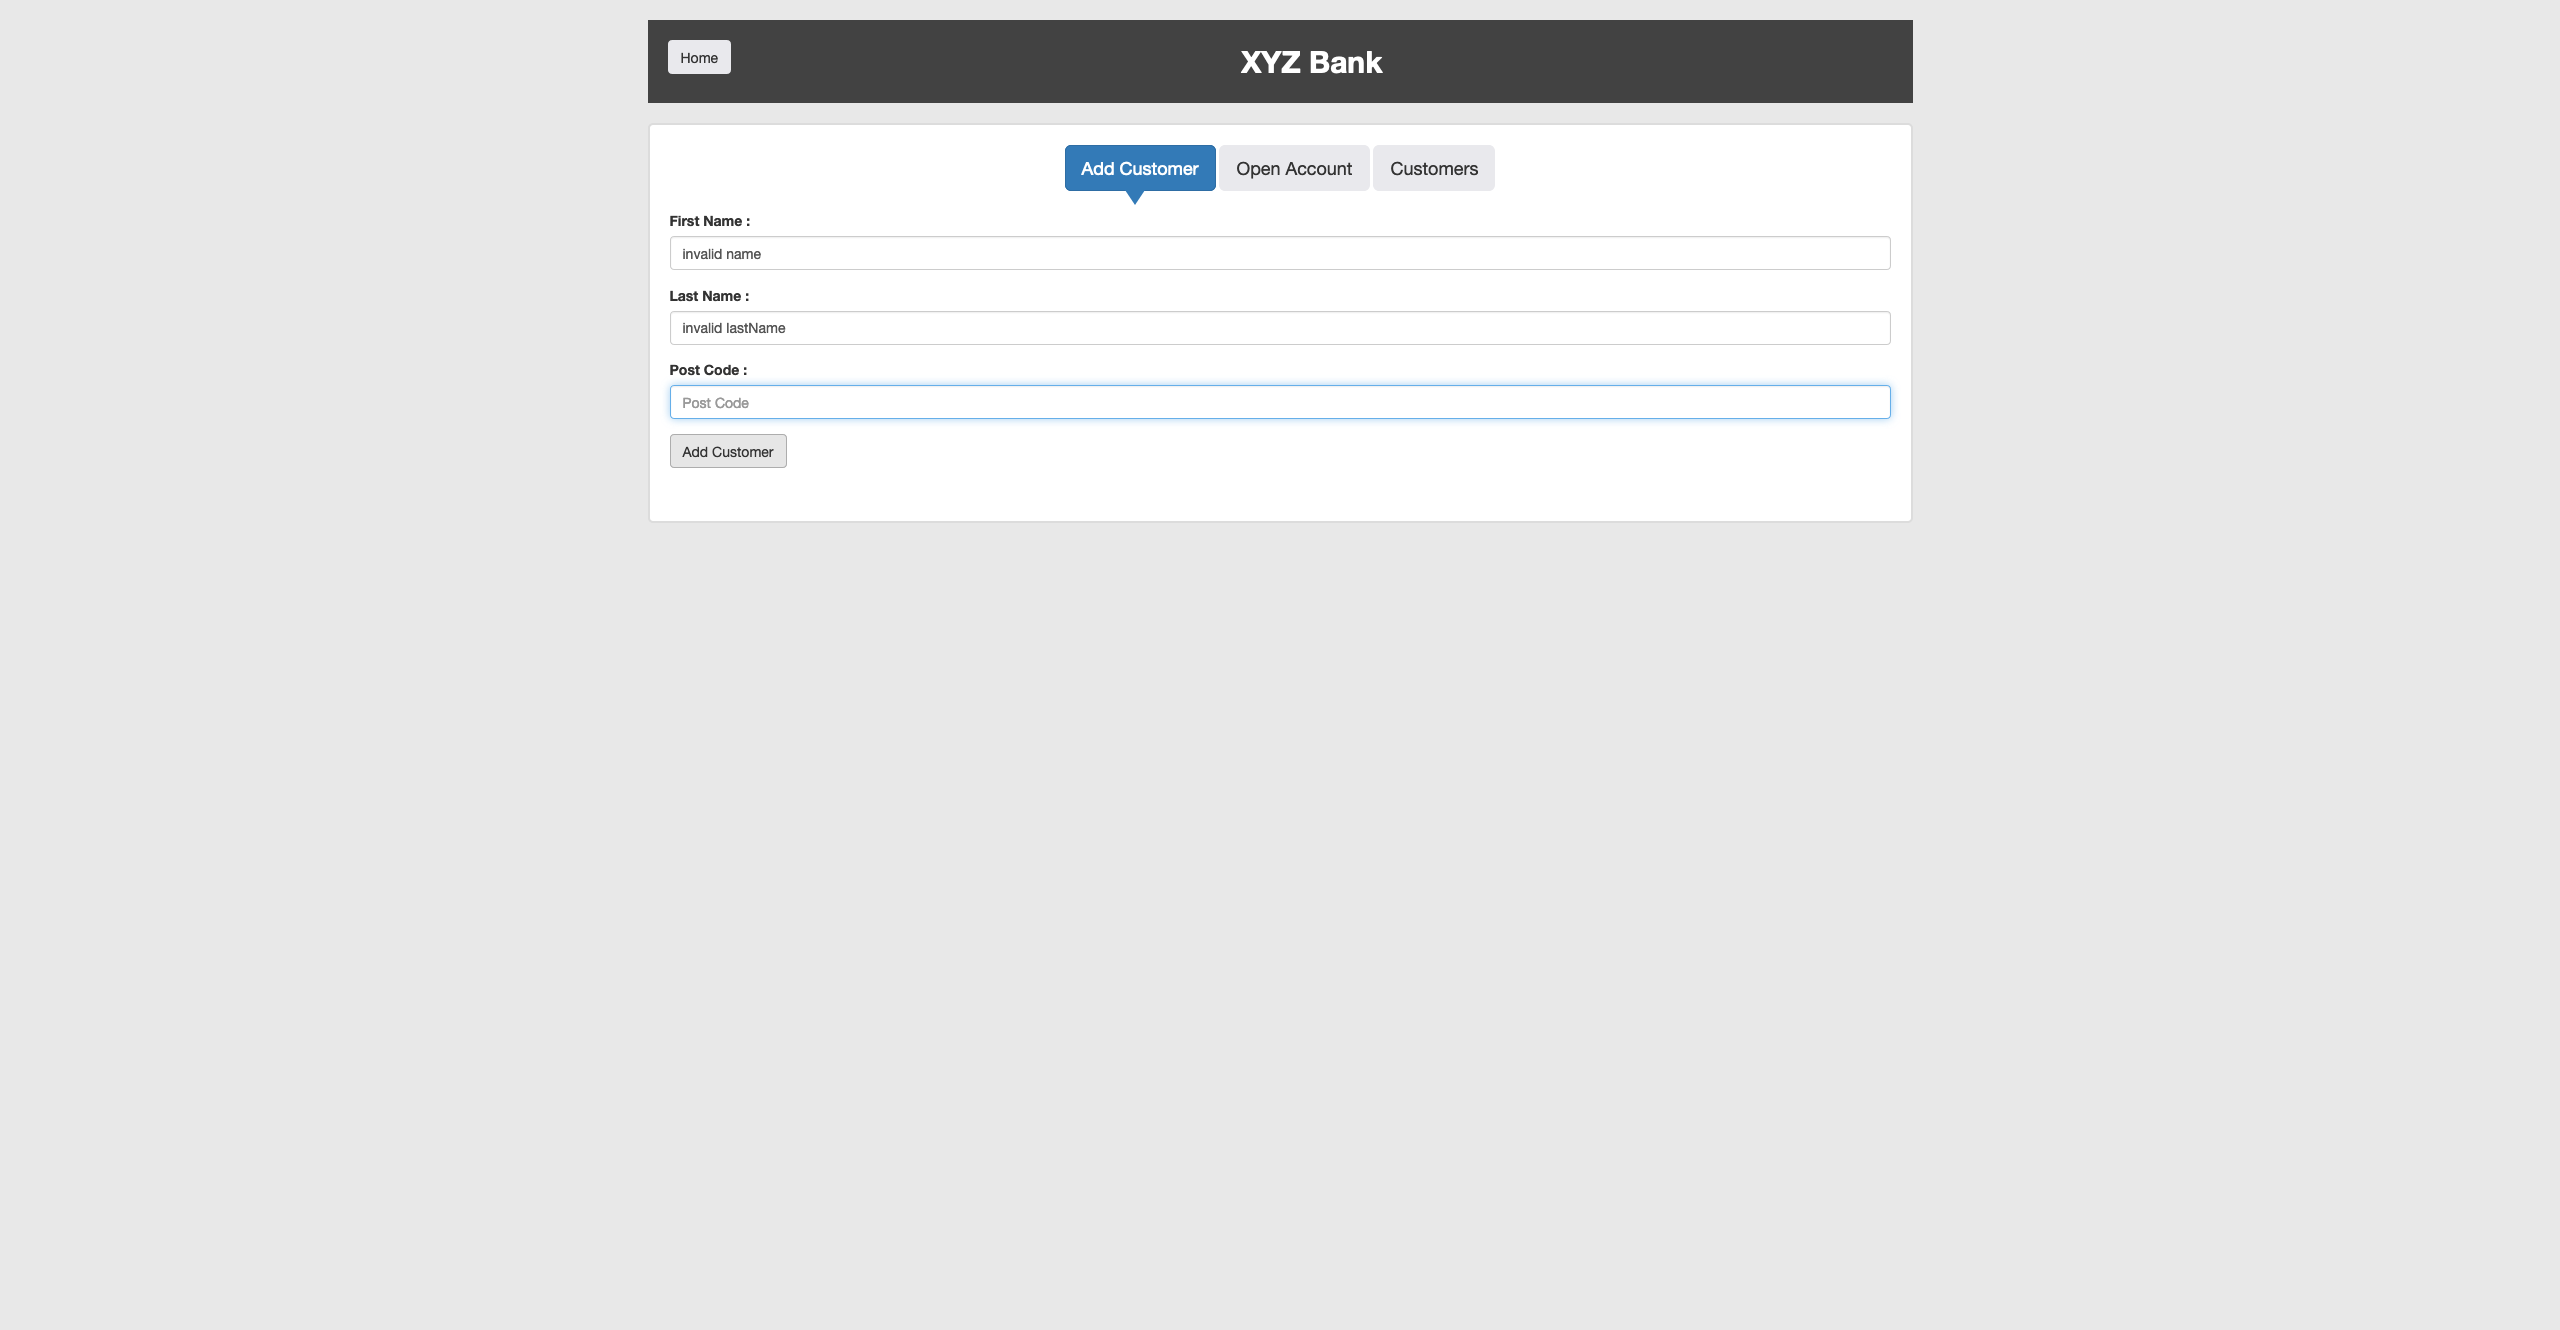 Home
XYZ Bank
Add Customer
Open Account
Customers
First Name :
invalid name
Last Name :
invalid lastName
Post Code :
Post Code
Add Customer